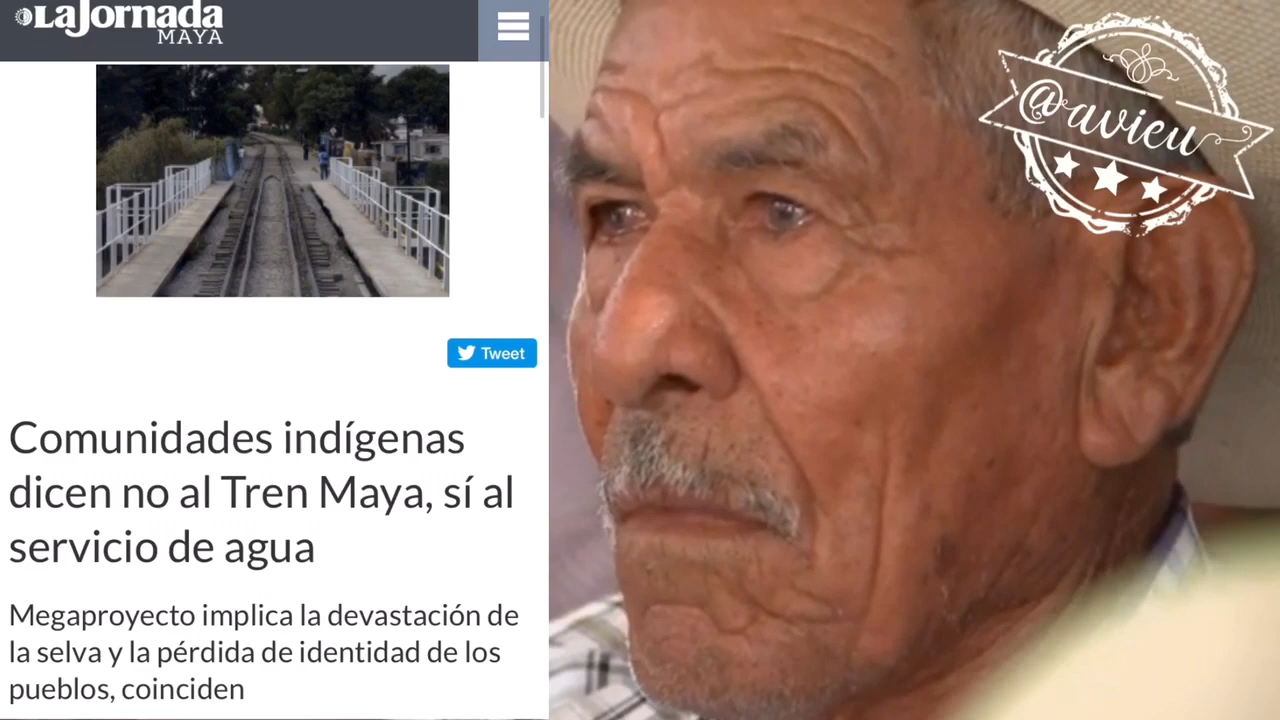 LaJornada
MAYA
Tweet
Comunidades indígenas
dicen no al Tren Maya, sí al
servicio de agua
Megaproyecto implica la devastación de
la selva y la pérdida de identidad de los
pueblos, coinciden
@avieu